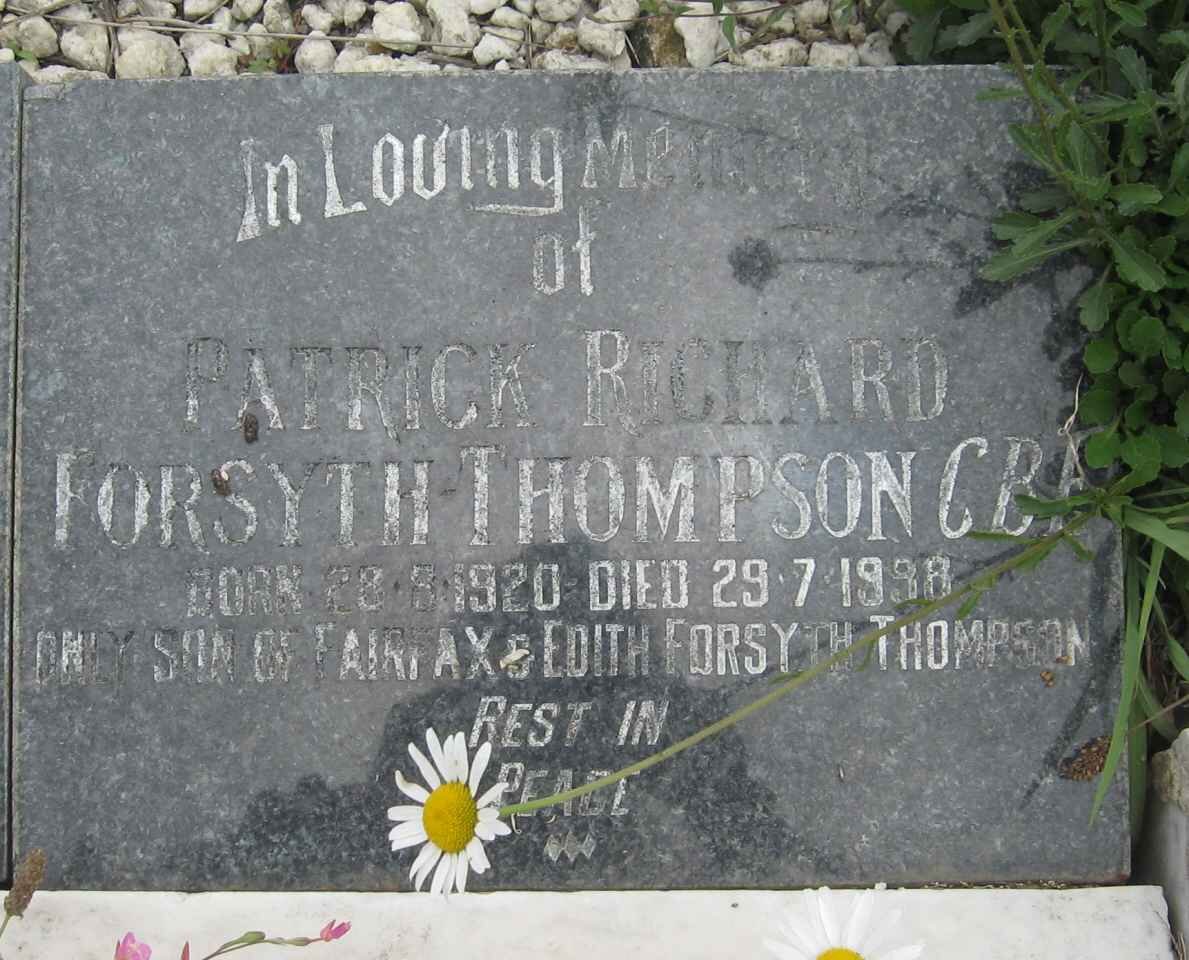 In Loving Memory
of
PATRICK RICHARD
FORSYTH-THOMPSON CBE
BORN 28·8·1920 DIED 29·7·1998
ONLY SON OF FAIRFAX & EDITH FORSYTH THOMPSON
REST IN
PEACE